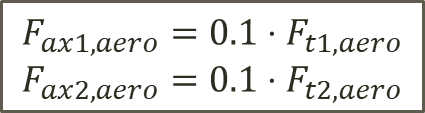 F_{ax1,aero} = 0.1 · F_{t1,aero}
F_{ax2,aero} = 0.1 · F_{t2,aero}